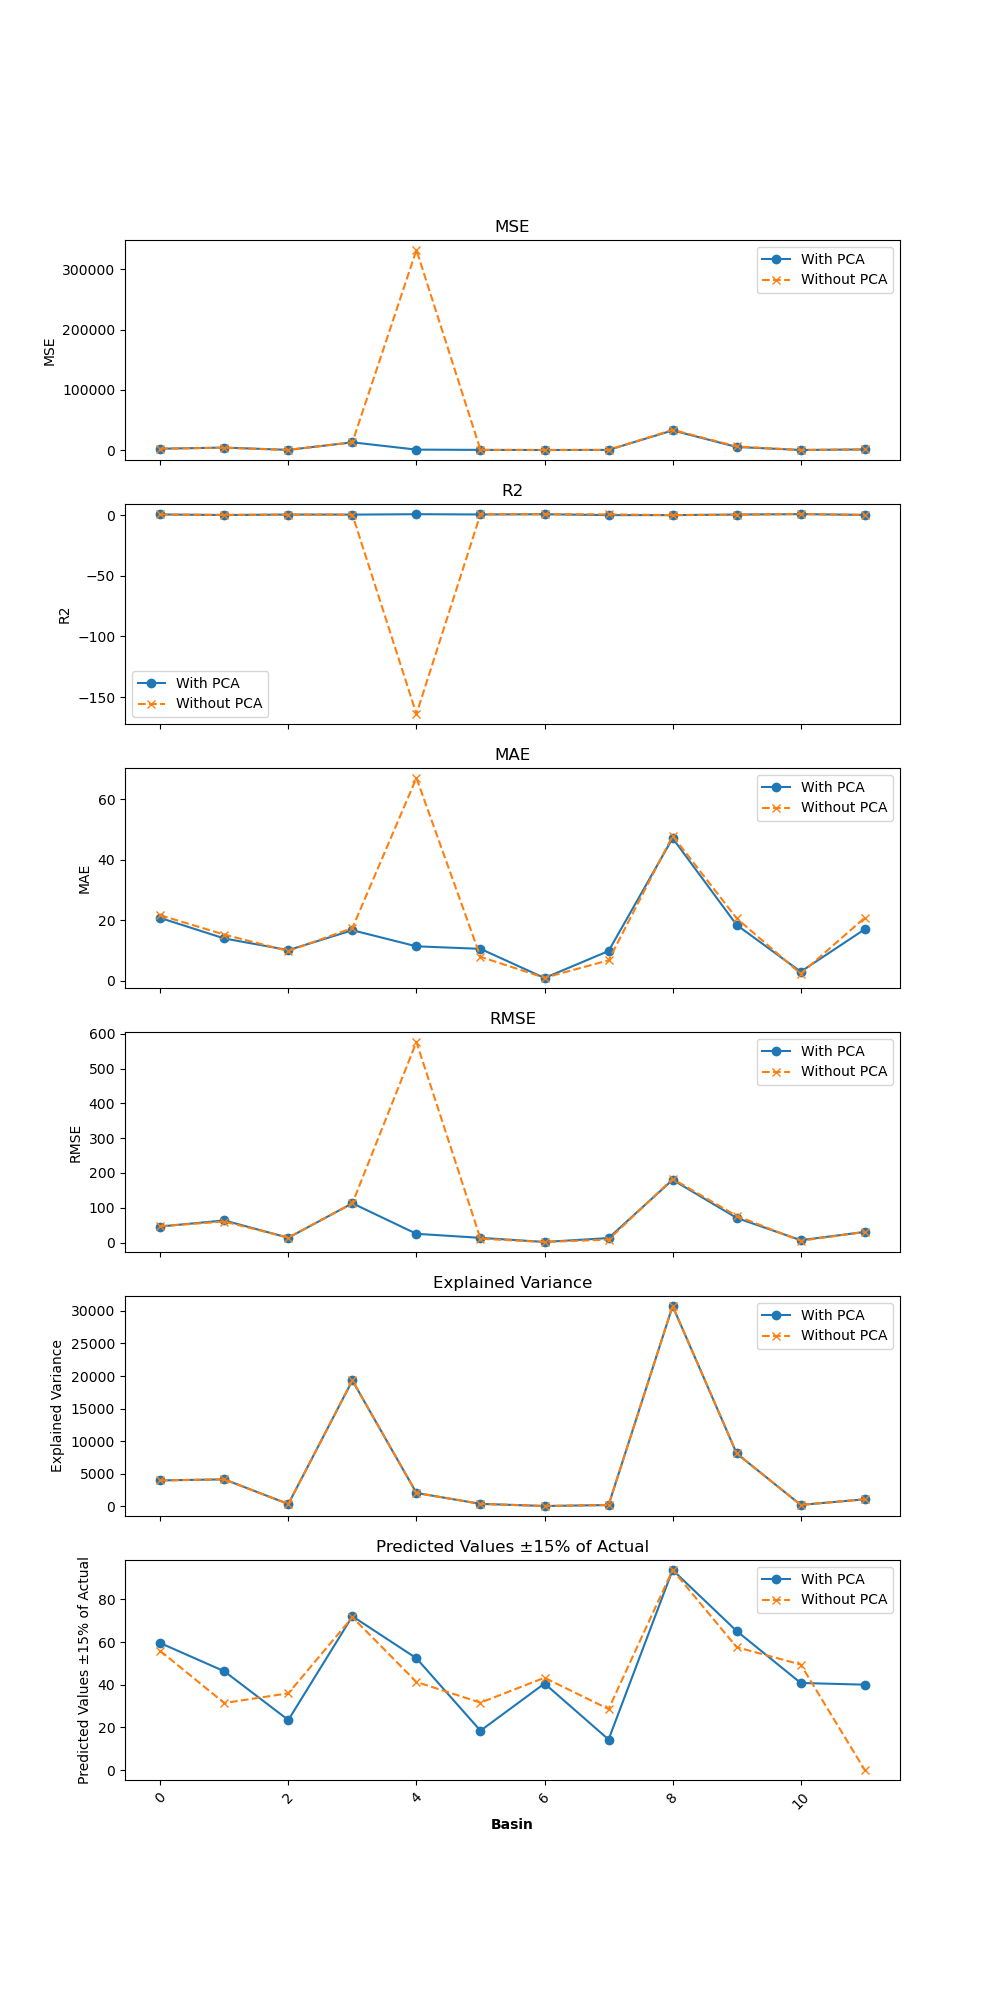 MSE
300000
200000
100000
0
MSE
With PCA
Without PCA
R2
0
−50
−100
−150
R2
With PCA
Without PCA
MAE
60
40
20
0
MAE
With PCA
Without PCA
RMSE
600
500
400
300
200
100
0
RMSE
With PCA
Without PCA
Explained Variance
30000
25000
20000
15000
10000
5000
0
Explained Variance
With PCA
Without PCA
Predicted Values ±15% of Actual
80
60
40
20
0
Predicted Values ±15% of Actual
With PCA
Without PCA
0 2 4 6 8 10
Basin